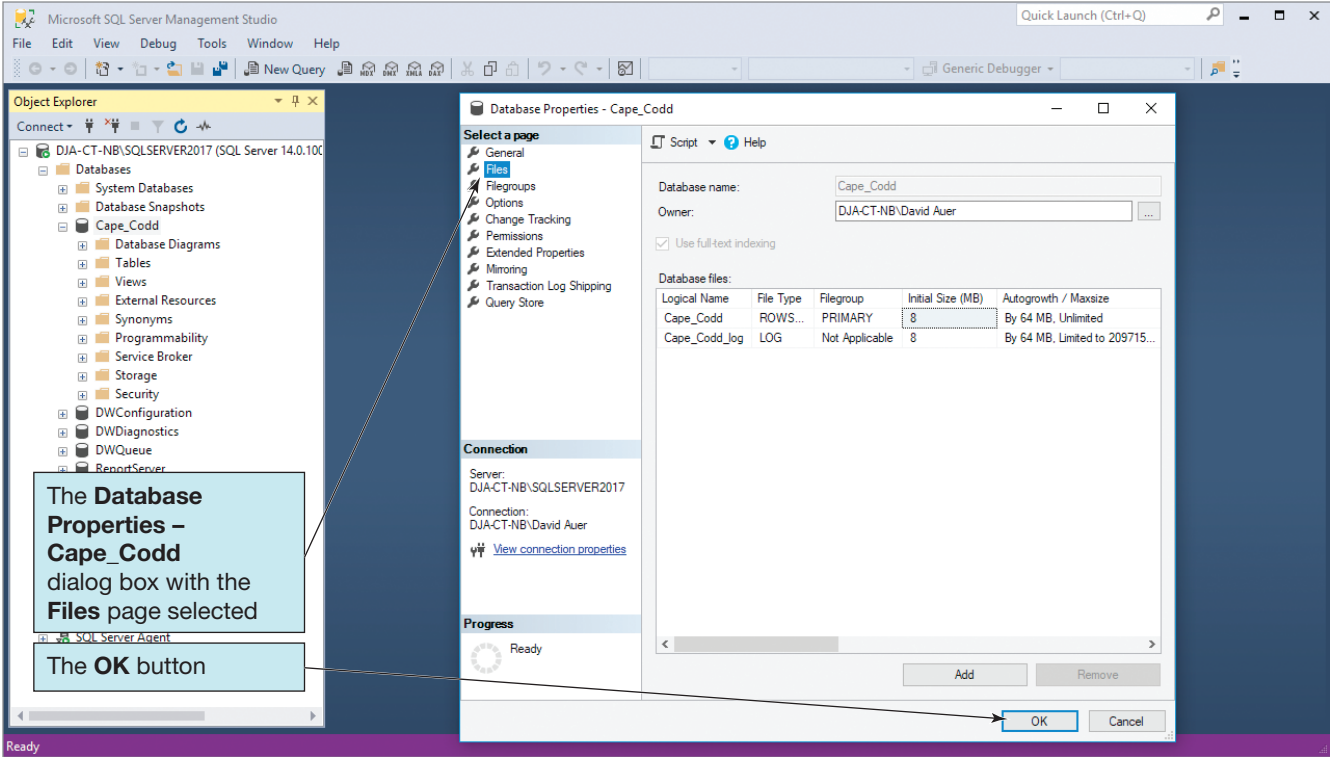 Microsoft SQL Server Management Studio
Quick Launch (Ctrl+Q)
File Edit View Debug Tools Window Help
New Query
MDX DMX XMLA DAX
Generic Debugger
Object Explorer
Connect
DJA-CT-NB\SQLSERVER2017 (SQL Server 14.0.100
Databases
System Databases
Database Snapshots
Cape_Codd
Database Diagrams
Tables
Views
External Resources
Synonyms
Programmability
Service Broker
Storage
Security
DWConfiguration
DWDiagnostics
DWQueue
ReportServer
SQL Server Agent
The Database
Properties –
Cape_Codd
dialog box with the
Files page selected
The OK button
Database Properties - Cape_Codd
Select a page
General
Files
Filegroups
Options
Change Tracking
Permissions
Extended Properties
Mirroring
Transaction Log Shipping
Query Store
Connection
Server:
DJA-CT-NB\SQLSERVER2017
Connection:
DJA-CT-NB\David Auer
View connection properties
Progress
Ready
Script
Help
Database name: Cape_Codd
Owner: DJA-CT-NB\David Auer ...
Use full-text indexing
Database files:
Logical Name File Type Filegroup Initial Size (MB) Autogrowth / Maxsize
Cape_Codd ROWS... PRIMARY 8 By 64 MB, Unlimited
Cape_Codd_log LOG Not Applicable 8 By 64 MB, Limited to 209715...
Add Remove
OK Cancel
Ready